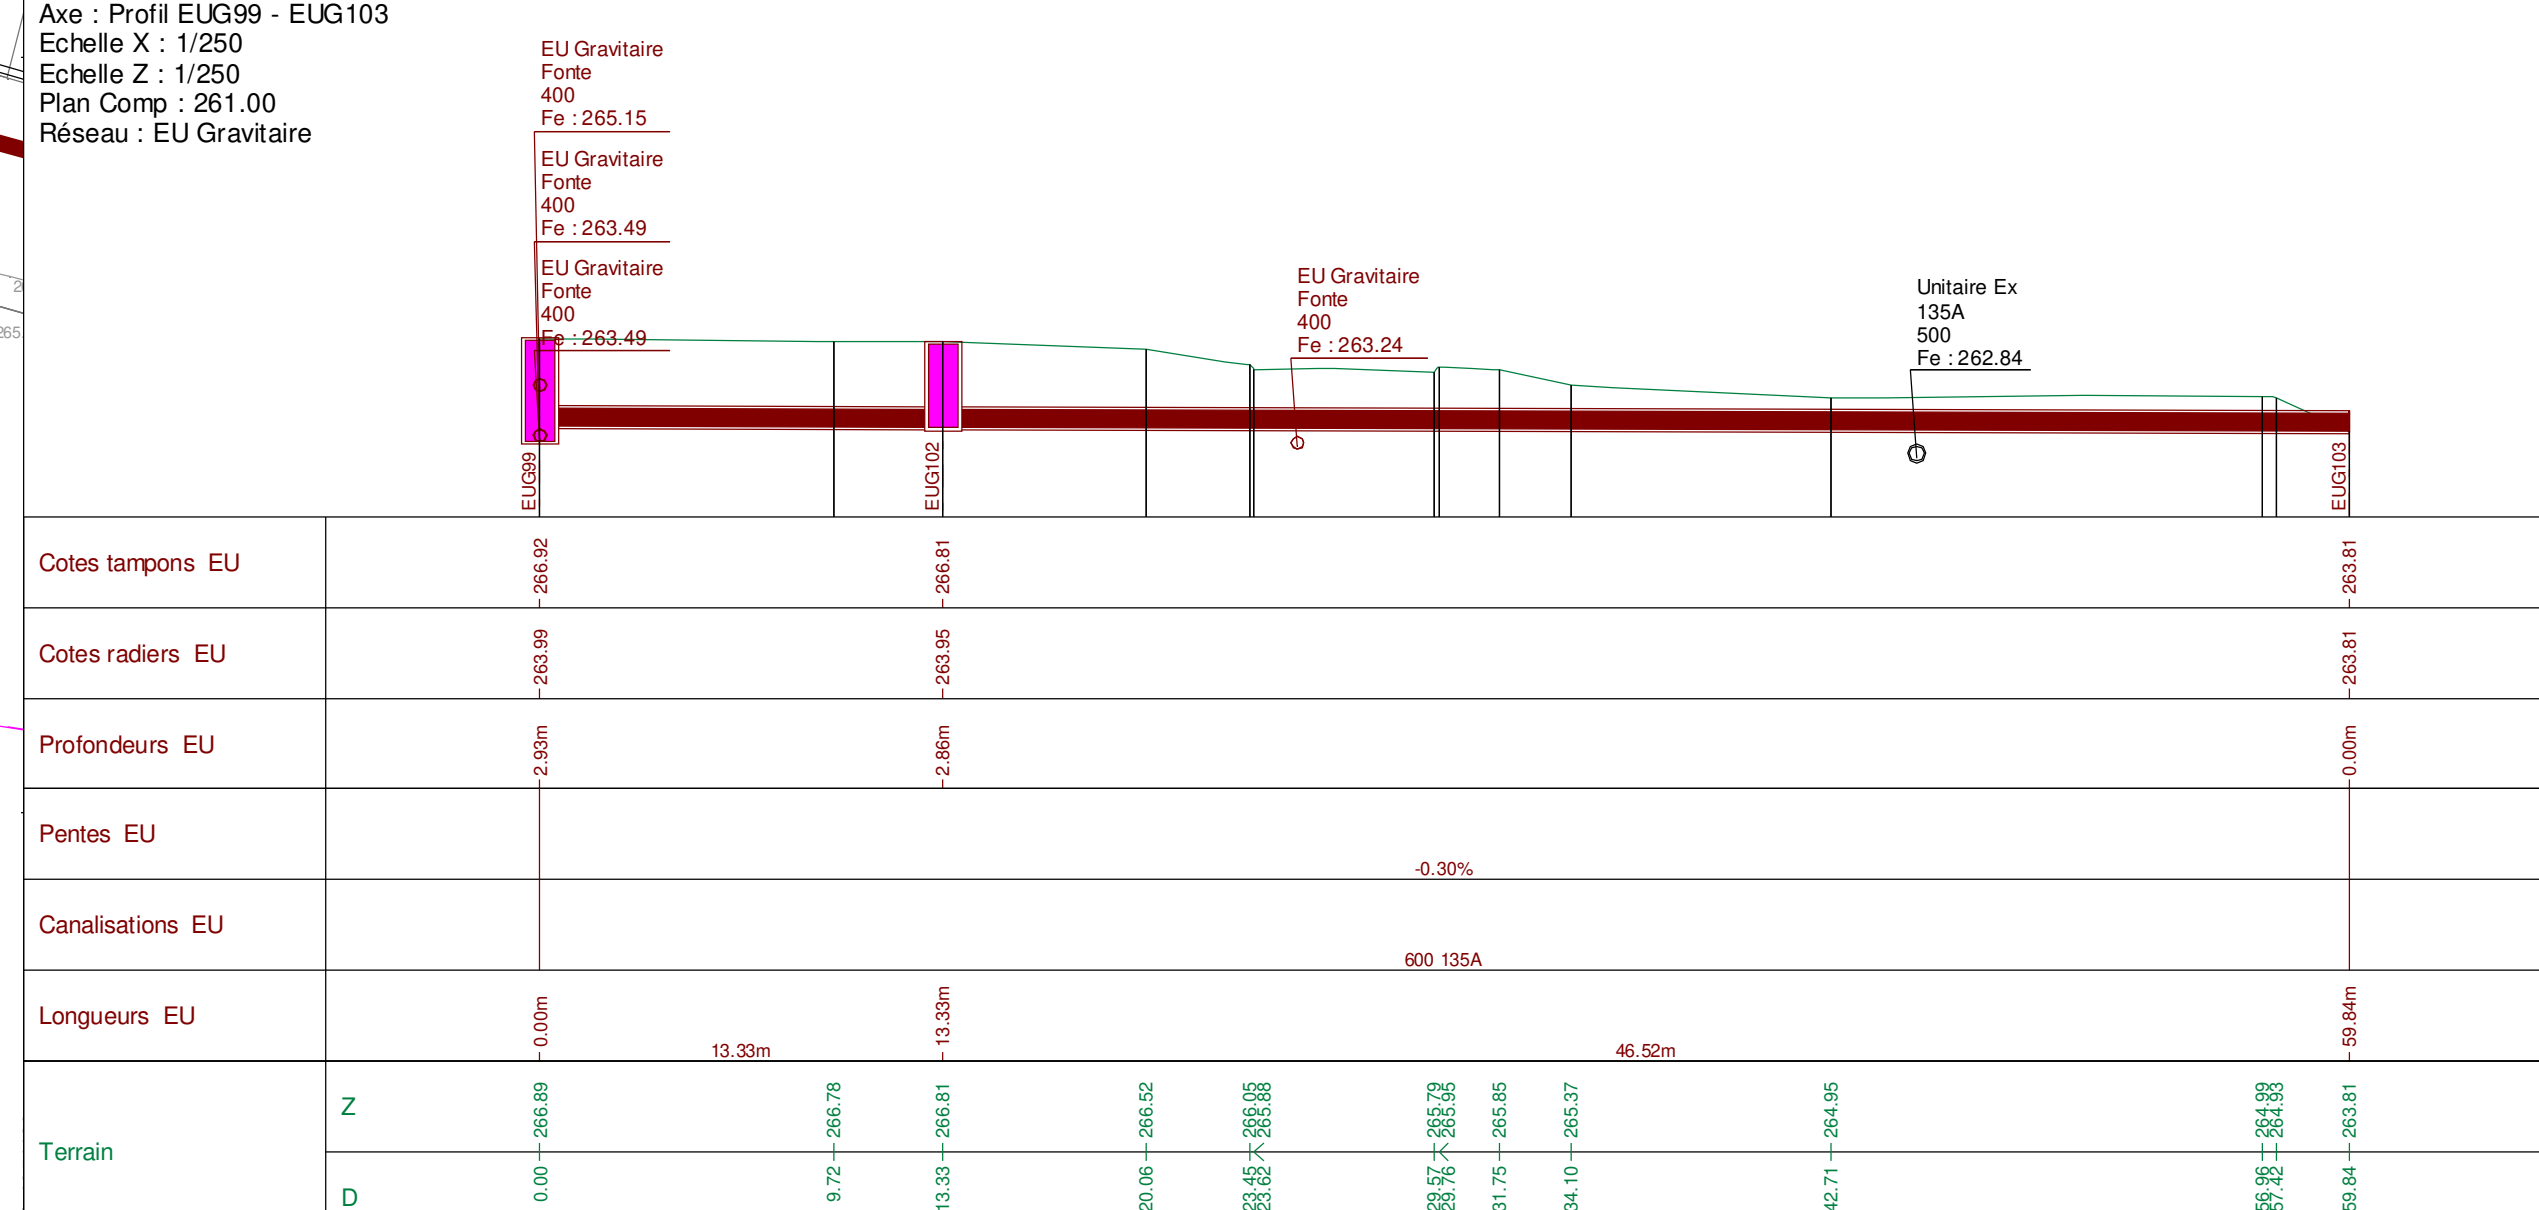 Axe : Profil EUG99 - EUG103
Echelle X : 1/250
Echelle Z : 1/250
Plan Comp : 261.00
Réseau : EU Gravitaire
EU Gravitaire
Fonte
400
Fe : 265.15
EU Gravitaire
Fonte
400
Fe : 263.49
EU Gravitaire
Fonte
400
Fe : 263.49
EU Gravitaire
Fonte
400
Fe : 263.24
Unitaire Ex
135A
500
Fe : 262.84
265
EUG99
EUG102
EUG103
Cotes tampons EU
266.92
266.81
263.81
Cotes radiers EU
263.99
263.95
263.81
Profondeurs EU
2.93m
2.86m
0.00m
Pentes EU
-0.30%
Canalisations EU
600 135A
Longueurs EU
0.00m
13.33m
59.84m
13.33m
46.52m
Terrain
Z
266.89
266.78
266.81
266.52
266.05
265.88
265.79
265.95
265.85
265.37
264.95
264.99
264.93
263.81
D
0.00
9.72
13.33
20.06
23.45
23.62
29.57
29.76
31.75
34.10
42.71
56.96
57.42
59.84